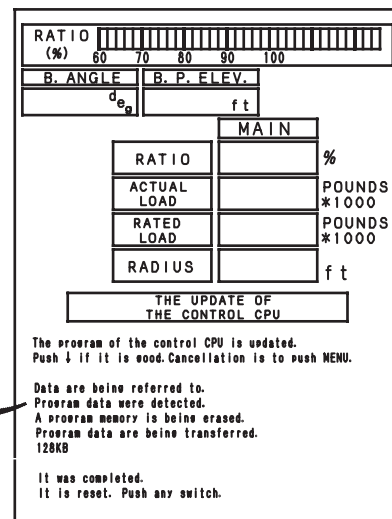 RATIO
(%)
60 70 80 90 100
B. ANGLE B. P. ELEV.
deg ft
MAIN
RATIO %
ACTUAL LOAD POUNDS *1000
RATED LOAD POUNDS *1000
RADIUS ft
THE UPDATE OF
THE CONTROL CPU
The program of the control CPU is updated.
Push ↓ if it is good. Cancellation is to push MENU.
Data are being referred to.
Program data were detected.
A program memory is being erased.
Program data are being transferred.
128KB
It was completed.
It is reset. Push any switch.